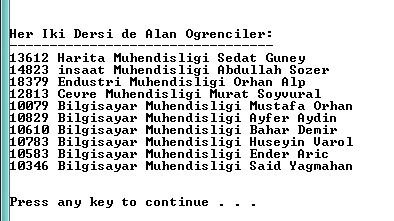 Her Iki Dersi de Alan Ogrenciler:
---------------------------------
13612 Harita Muhendisligi Sedat Guney
14823 insaat Muhendisligi Abdullah Sozer
18379 Endustri Muhendisligi Orhan Alp
12813 Cevre Muhendisligi Murat Soyvural
10079 Bilgisayar Muhendisligi Mustafa Orhan
10829 Bilgisayar Muhendisligi Ayfer Aydin
10610 Bilgisayar Muhendisligi Bahar Demir
10783 Bilgisayar Muhendisligi Huseyin Varol
10583 Bilgisayar Muhendisligi Ender Aric
10346 Bilgisayar Muhendisligi Said Yagmahan
Press any key to continue . . .